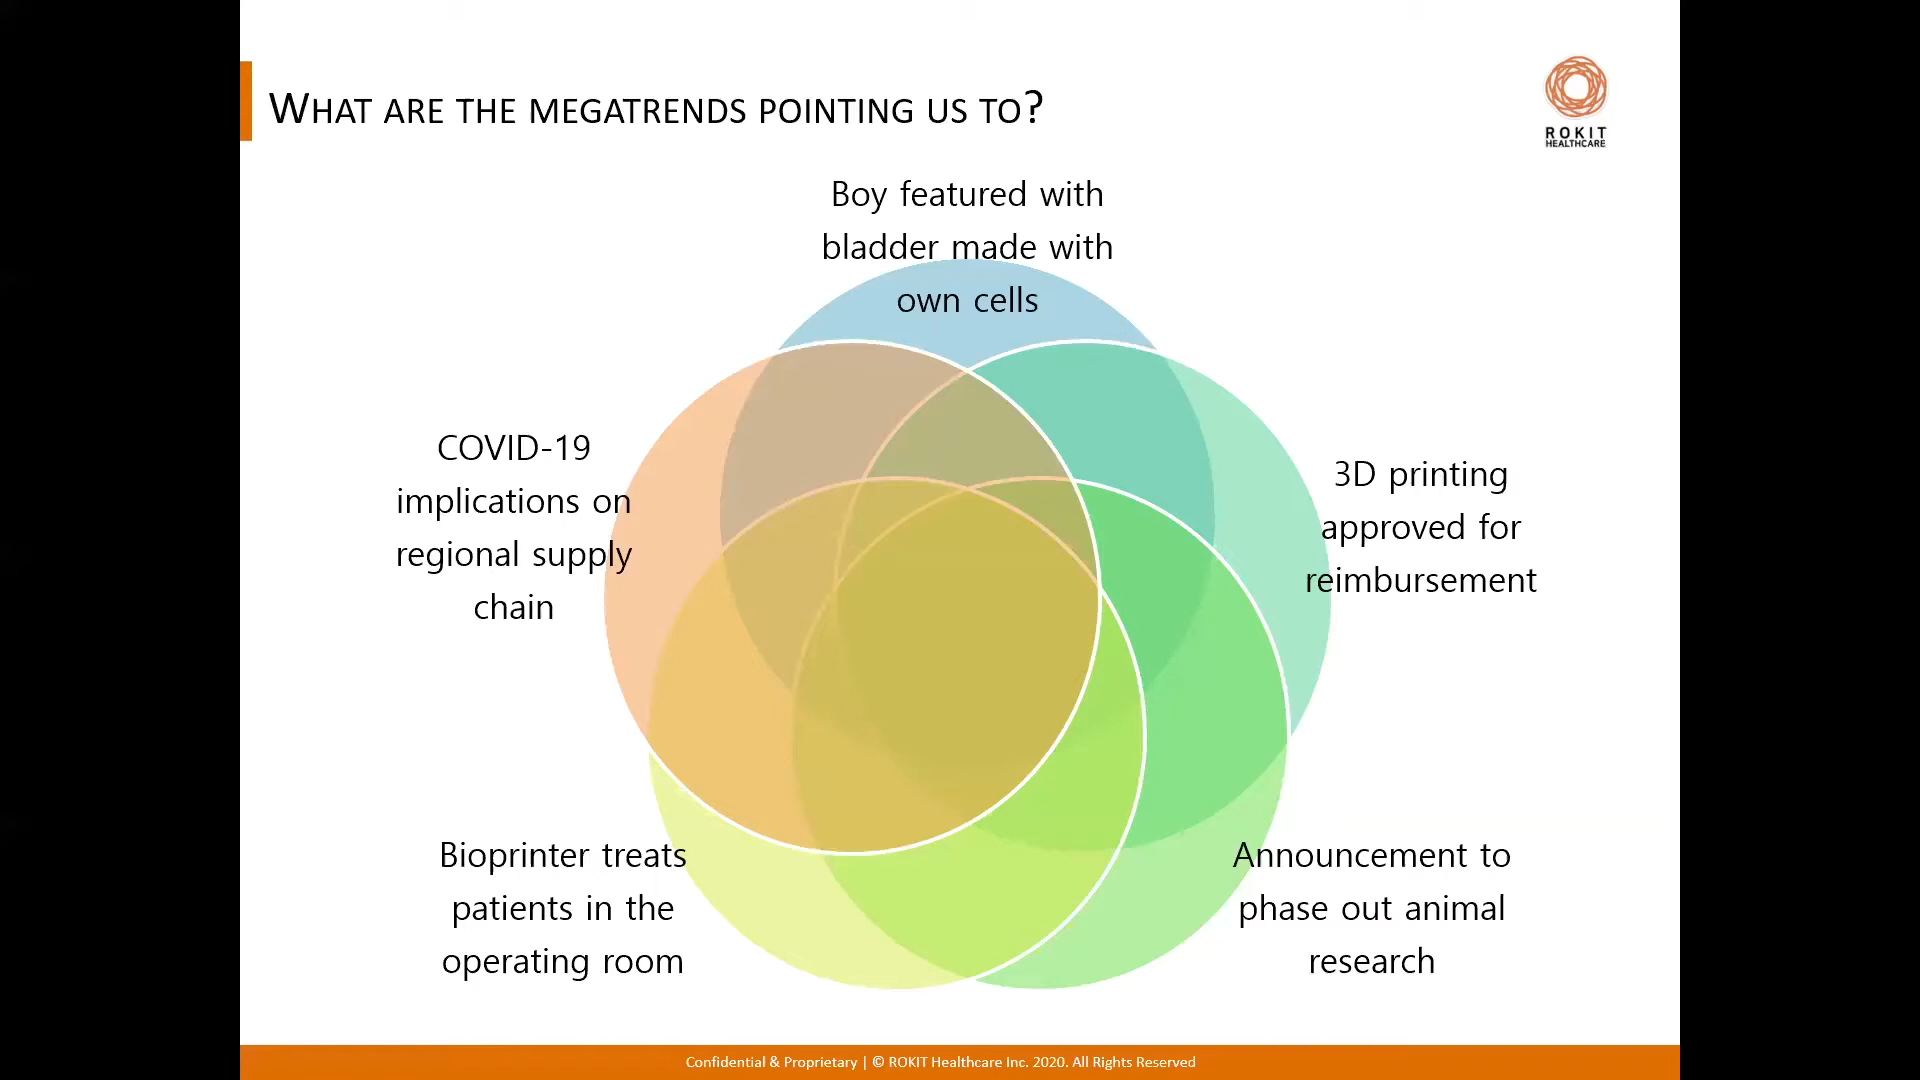 WHAT ARE THE MEGATRENDS POINTING US TO?
ROKIT
HEALTHCARE
Boy featured with
bladder made with
own cells
COVID-19
implications on
regional supply
chain
3D printing
approved for
reimbursement
Bioprinter treats
patients in the
operating room
Announcement to
phase out animal
research
Confidential & Proprietary | © ROKIT Healthcare Inc. 2020. All Rights Reserved